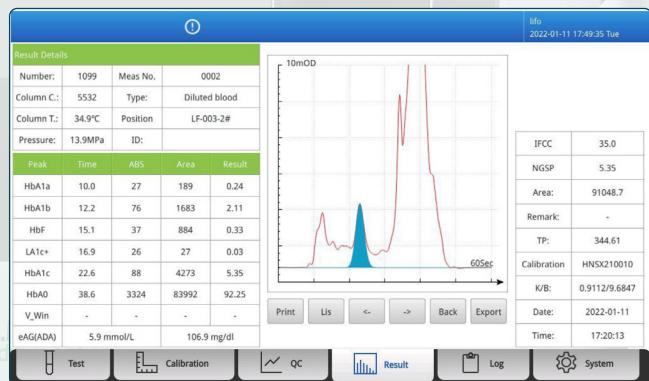 lifo
2022-01-11 17:49:35 Tue
Result Details
Number: 1099 Meas No. 0002
Column C.: 5532 Type: Diluted blood
Column T.: 34.9℃ Position LF-003-2#
Pressure: 13.9MPa ID:
Peak Time ABS Area Result
HbA1a 10.0 27 189 0.24
HbA1b 12.2 76 1683 2.11
HbF 15.1 37 884 0.33
LA1c+ 16.9 26 27 0.03
HbA1c 22.6 88 4273 5.35
HbA0 38.6 3324 83992 92.25
V_Win - - - -
eAG(ADA) 5.9 mmol/L 106.9 mg/dl
10mOD
60Sec
Print Lis <- -> Back Export
IFCC 35.0
NGSP 5.35
Area: 91048.7
Remark: -
TP: 344.61
Calibration HNSX210010
K/B: 0.9112/9.6847
Date: 2022-01-11
Time: 17:20:13
Test Calibration QC Result Log System